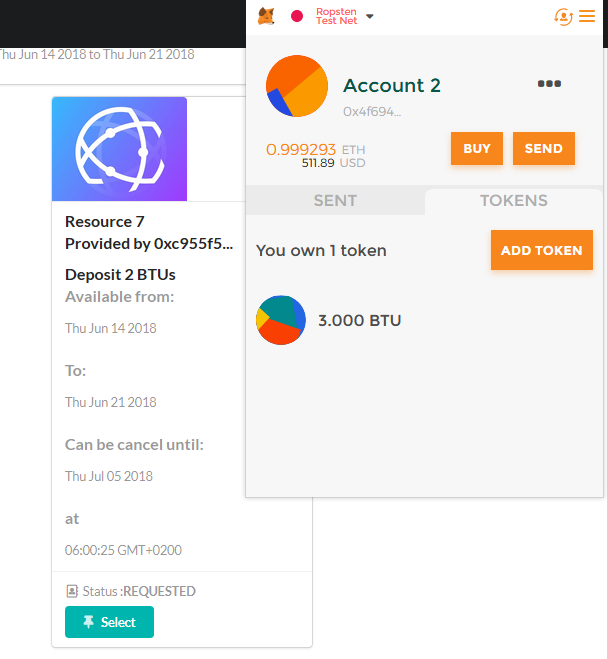 Thu Jun 14 2018 to Thu Jun 21 2018
Resource 7
Provided by 0xc955f5...
Deposit 2 BTUs
Available from:
Thu Jun 14 2018
To:
Thu Jun 21 2018
Can be cancel until:
Thu Jul 05 2018
at
06:00:25 GMT+0200
Status :REQUESTED
Select
Ropsten
Test Net
Account 2
0x4f694...
0.999293 ETH
511.89 USD
BUY
SEND
SENT
TOKENS
You own 1 token
ADD TOKEN
3.000 BTU